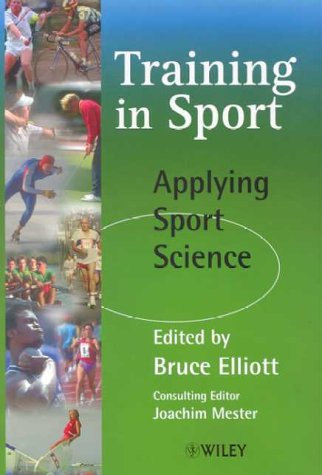 Training
in Sport
Applying
Sport
Science
Edited by
Bruce Elliott
Consulting Editor
Joachim Mester
WILEY